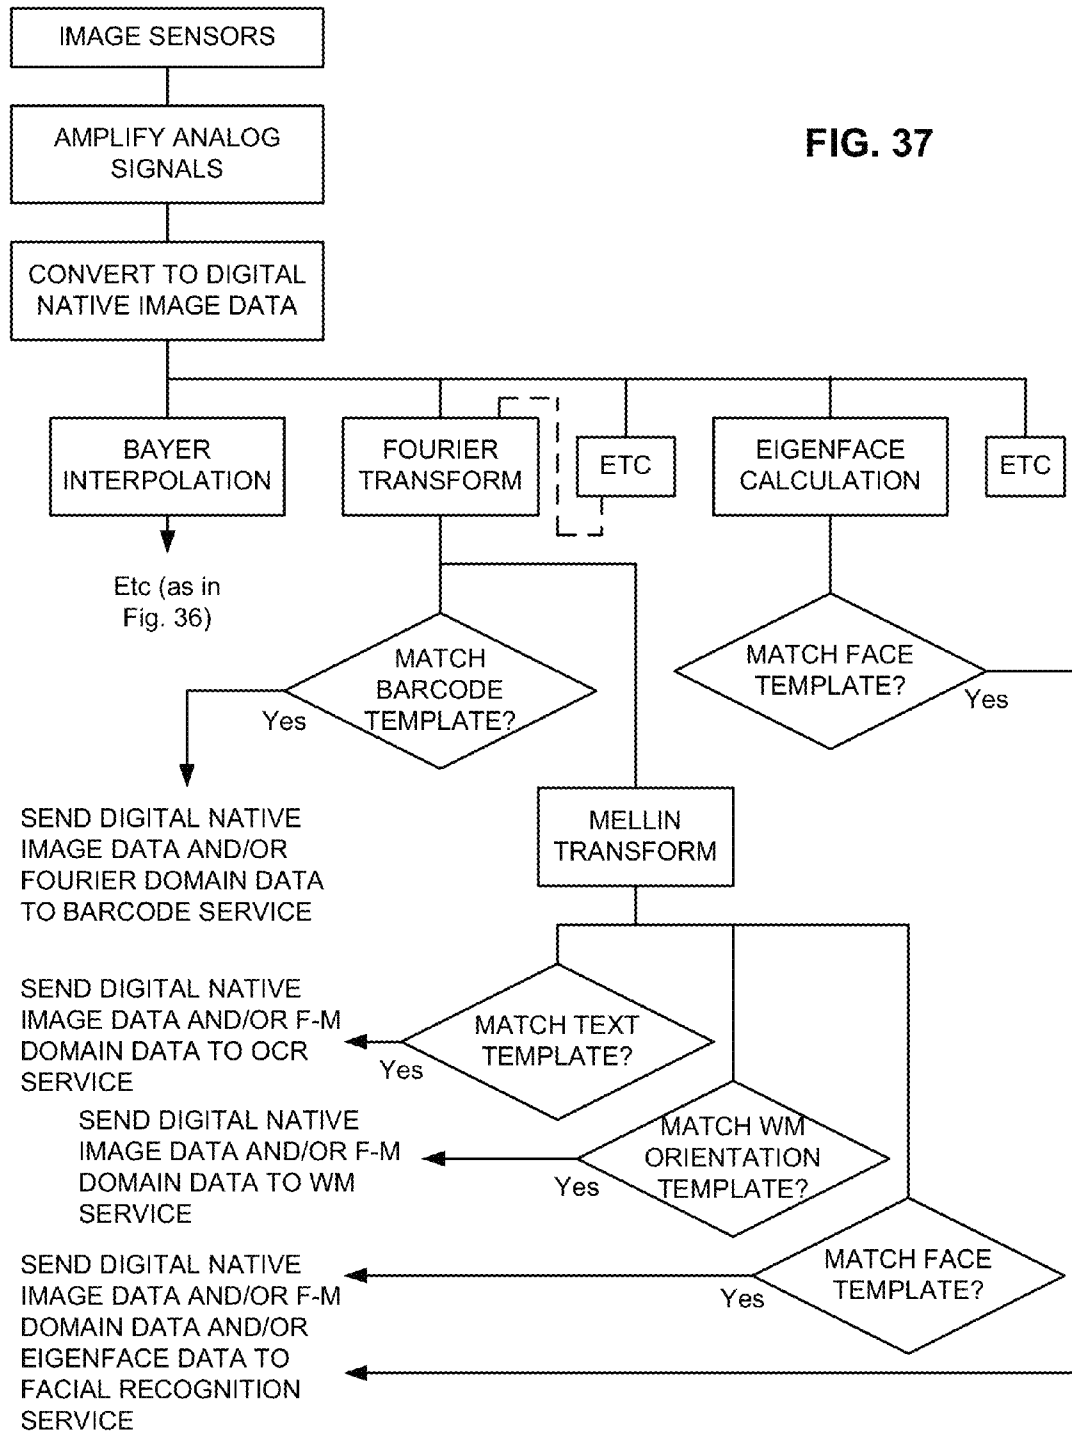 IMAGE SENSORS
AMPLIFY ANALOG
SIGNALS
FIG. 37
CONVERT TO DIGITAL
NATIVE IMAGE DATA
BAYER
INTERPOLATION
FOURIER
TRANSFORM
ETC
EIGENFACE
CALCULATION
ETC
Etc (as in
Fig. 36)
MATCH
BARCODE
TEMPLATE?
Yes
MATCH FACE
TEMPLATE?
Yes
SEND DIGITAL NATIVE
IMAGE DATA AND/OR
FOURIER DOMAIN DATA
TO BARCODE SERVICE
MELLIN
TRANSFORM
SEND DIGITAL NATIVE
IMAGE DATA AND/OR F-M
DOMAIN DATA TO OCR
SERVICE
MATCH TEXT
TEMPLATE?
Yes
SEND DIGITAL NATIVE
IMAGE DATA AND/OR F-M
DOMAIN DATA TO WM
SERVICE
MATCH WM
ORIENTATION
TEMPLATE?
Yes
SEND DIGITAL NATIVE
IMAGE DATA AND/OR F-M
DOMAIN DATA AND/OR
EIGENFACE DATA TO
FACIAL RECOGNITION
SERVICE
MATCH FACE
TEMPLATE?
Yes